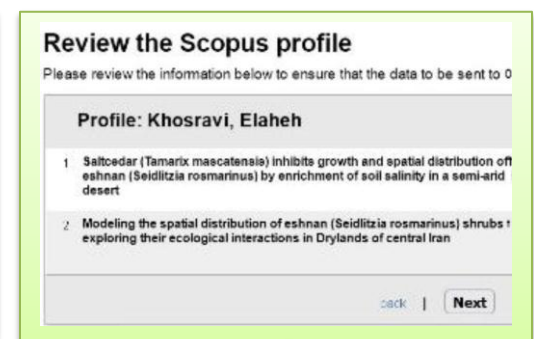 Review the Scopus profile
Please review the information below to ensure that the data to be sent to O
Profile: Khosravi, Elaheh
1 Saltcedar (Tamarix mascatensis) inhibits growth and spatial distribution of
eshnan (Seidlitzia rosmarinus) by enrichment of soil salinity in a semi-arid
desert
2 Modeling the spatial distribution of eshnan (Seidlitzia rosmarinus) shrubs
exploring their ecological interactions in Drylands of central Iran
back | Next